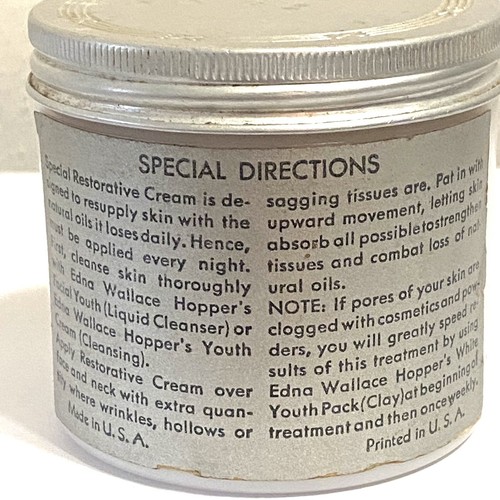 SPECIAL DIRECTIONS
Special Restorative Cream is de-
signed to resupply skin with the
natural oils it loses daily. Hence,
must be applied every night.
First, cleanse skin thoroughly
with Edna Wallace Hopper's
Facial Youth (Liquid Cleanser) or
Edna Wallace Hopper's Youth
Cream (Cleansing).
Apply Restorative Cream over
face and neck with extra quan-
tity where wrinkles, hollows or
Made in U. S. A.
sagging tissues are. Pat in with
upward movement, letting skin
absorb all possible to strengthen
tissues and combat loss of nat-
ural oils.
NOTE: If pores of your skin are
clogged with cosmetics and pow-
ders, you will greatly speed re-
sults of this treatment by using
Edna Wallace Hopper's White
Youth Pack (Clay) at beginning of
treatment and then once weekly.
Printed in U. S. A.